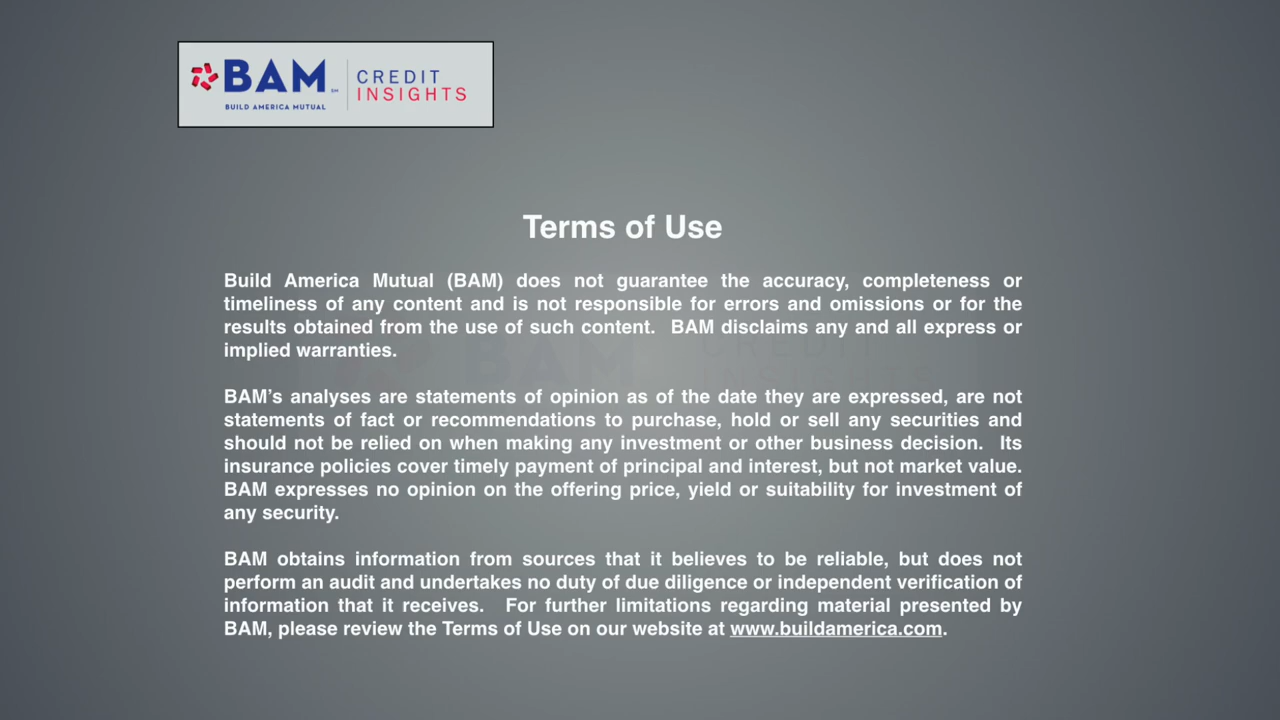 BAM SM
BUILD AMERICA MUTUAL
CREDIT
INSIGHTS
Terms of Use
Build America Mutual (BAM) does not guarantee the accuracy, completeness or
timeliness of any content and is not responsible for errors and omissions or for the
results obtained from the use of such content. BAM disclaims any and all express or
implied warranties.
BAM’s analyses are statements of opinion as of the date they are expressed, are not
statements of fact or recommendations to purchase, hold or sell any securities and
should not be relied on when making any investment or other business decision. Its
insurance policies cover timely payment of principal and interest, but not market value.
BAM expresses no opinion on the offering price, yield or suitability for investment of
any security.
BAM obtains information from sources that it believes to be reliable, but does not
perform an audit and undertakes no duty of due diligence or independent verification of
information that it receives. For further limitations regarding material presented by
BAM, please review the Terms of Use on our website at www.buildamerica.com.
BAM
CREDIT
INSIGHTS